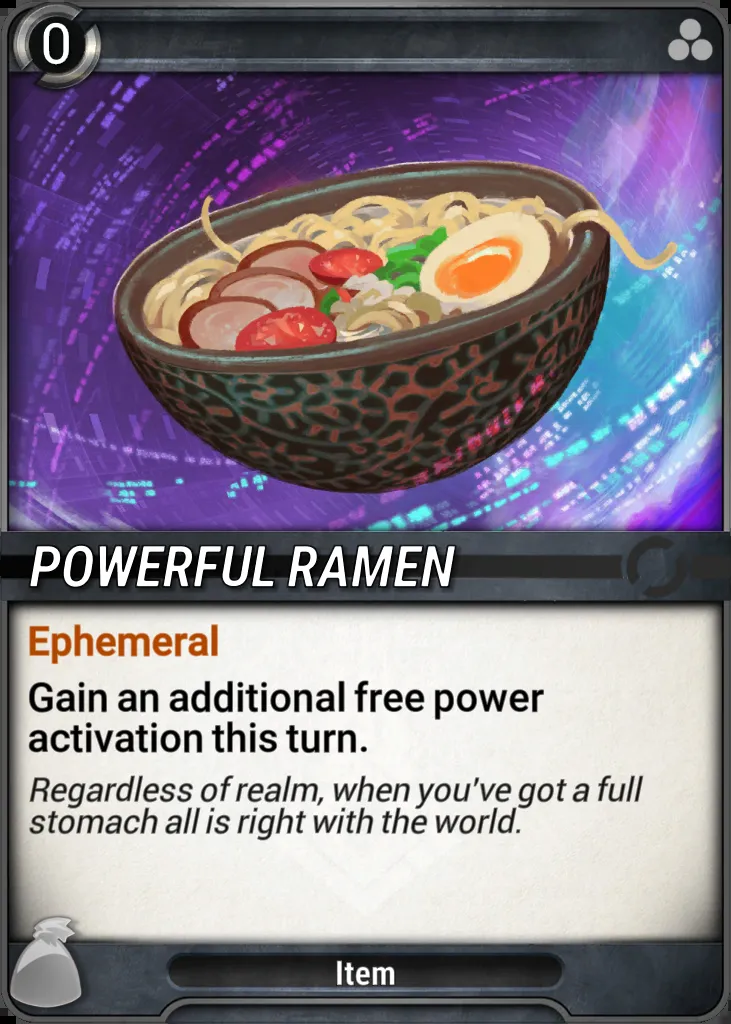 0
POWERFUL RAMEN
Ephemeral
Gain an additional free power
activation this turn.
Regardless of realm, when you've got a full
stomach all is right with the world.
Item